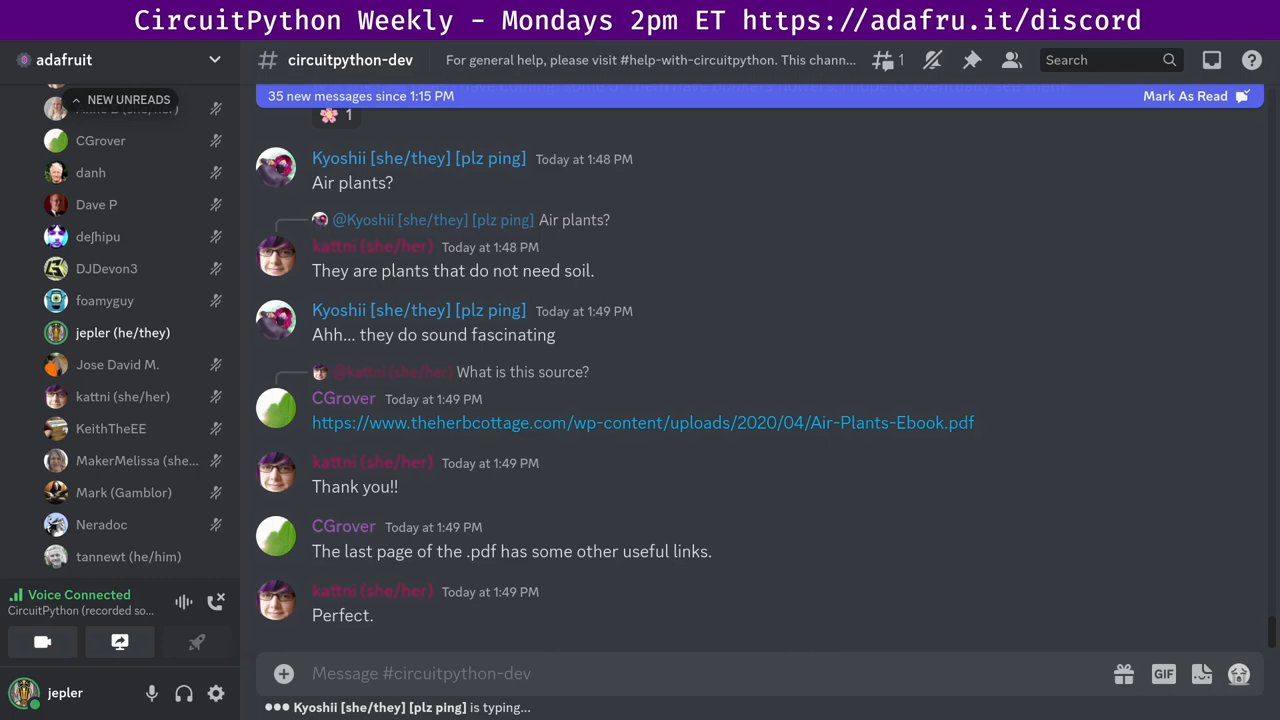 CircuitPython Weekly - Mondays 2pm ET https://adafru.it/discord
adafruit
NEW UNREADS
CGrover
danh
Dave P
deʃhipu
DJDevon3
foamyguy
jepler (he/they)
Jose David M.
kattni (she/her)
KeithTheEE
MakerMelissa (she...
Mark (Gamblor)
Neradoc
tannewt (he/him)
Voice Connected
CircuitPython (recorded so...
jepler
# circuitpython-dev
For general help, please visit #help-with-circuitpython. This chann...
1
Search
35 new messages since 1:15 PM
Mark As Read
1
Kyoshii [she/they] [plz ping] Today at 1:48 PM
Air plants?
@Kyoshii [she/they] [plz ping] Air plants?
kattni (she/her) Today at 1:48 PM
They are plants that do not need soil.
Kyoshii [she/they] [plz ping] Today at 1:49 PM
Ahh... they do sound fascinating
@kattni (she/her) What is this source?
CGrover Today at 1:49 PM
https://www.theherbcottage.com/wp-content/uploads/2020/04/Air-Plants-Ebook.pdf
kattni (she/her) Today at 1:49 PM
Thank you!!
CGrover Today at 1:49 PM
The last page of the .pdf has some other useful links.
kattni (she/her) Today at 1:49 PM
Perfect.
Message #circuitpython-dev
GIF
Kyoshii [she/they] [plz ping] is typing...